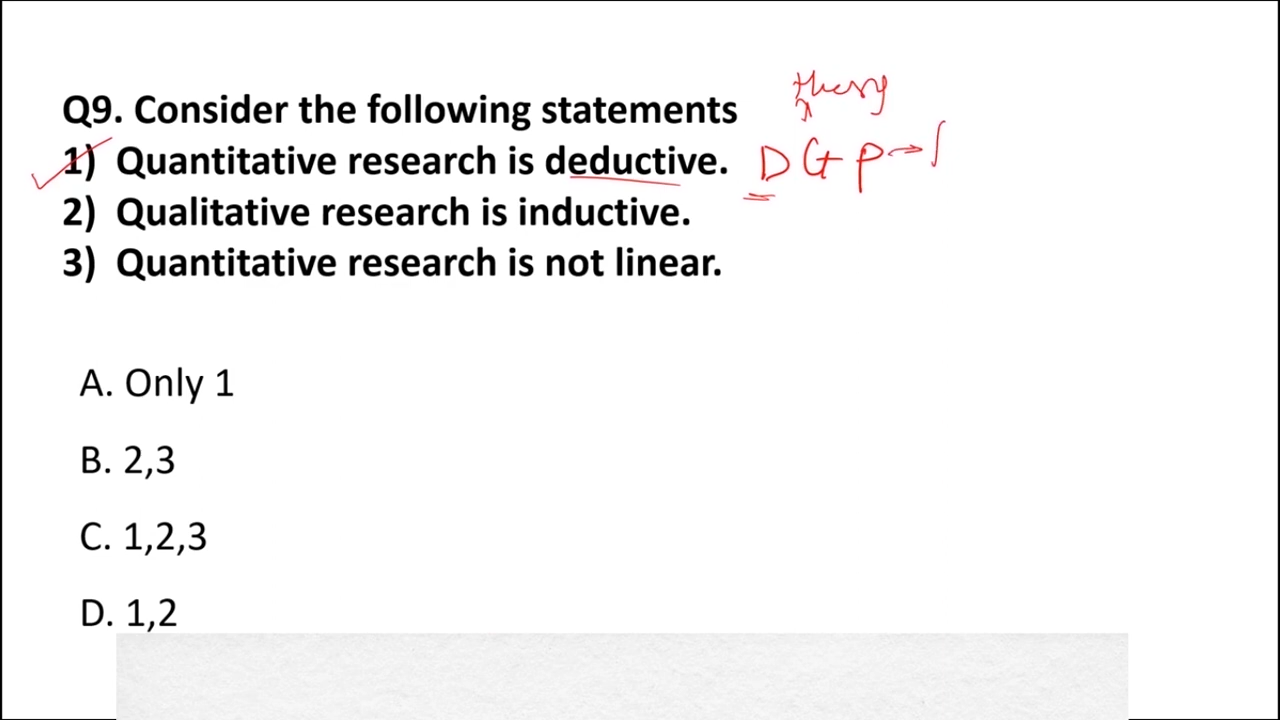 Q9. Consider the following statements
theory
1) Quantitative research is deductive. D G P →
2) Qualitative research is inductive.
3) Quantitative research is not linear.
A. Only 1
B. 2,3
C. 1,2,3
D. 1,2